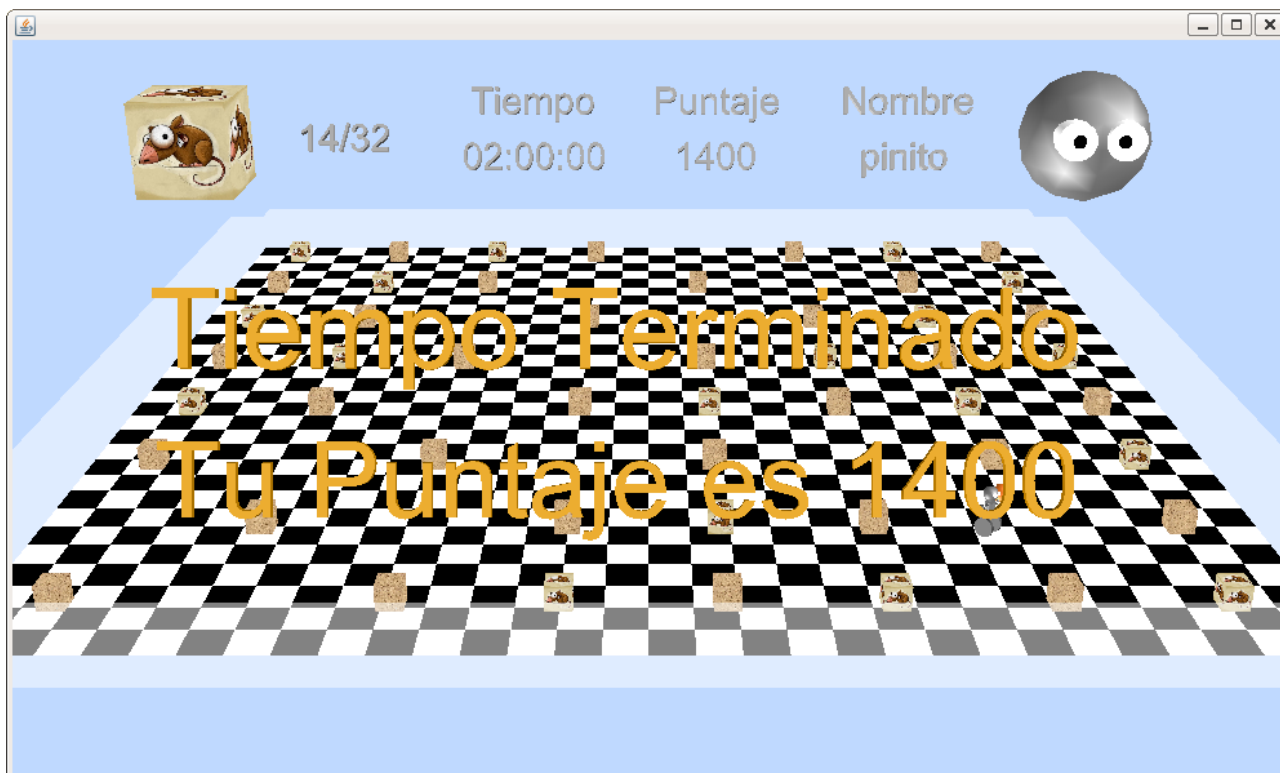 14/32
Tiempo
02:00:00
Puntaje
1400
Nombre
pinito
Tiempo Terminado
Tu Puntaje es 1400